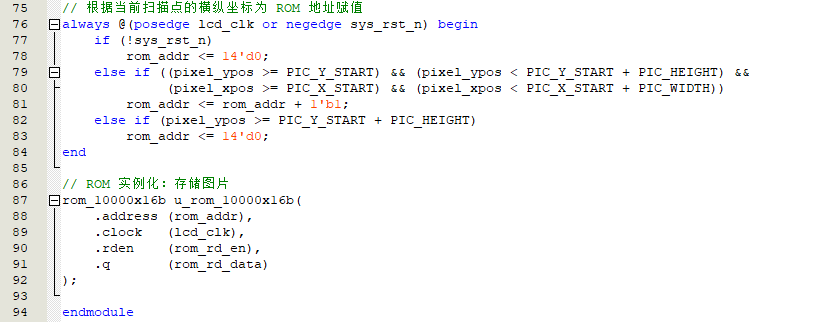 75 // 根据当前扫描点的横纵坐标为 ROM 地址赋值
76 always @(posedge lcd_clk or negedge sys_rst_n) begin
77     if (!sys_rst_n)
78         rom_addr <= 14'd0;
79     else if ((pixel_ypos >= PIC_Y_START) && (pixel_ypos < PIC_Y_START + PIC_HEIGHT) &&
80              (pixel_xpos >= PIC_X_START) && (pixel_xpos < PIC_X_START + PIC_WIDTH))
81         rom_addr <= rom_addr + 1'b1;
82     else if (pixel_ypos >= PIC_Y_START + PIC_HEIGHT)
83         rom_addr <= 14'd0;
84 end
85
86 // ROM 实例化：存储图片
87 rom_10000x16b u_rom_10000x16b(
88     .address (rom_addr),
89     .clock   (lcd_clk),
90     .rden    (rom_rd_en),
91     .q       (rom_rd_data)
92 );
93
94 endmodule